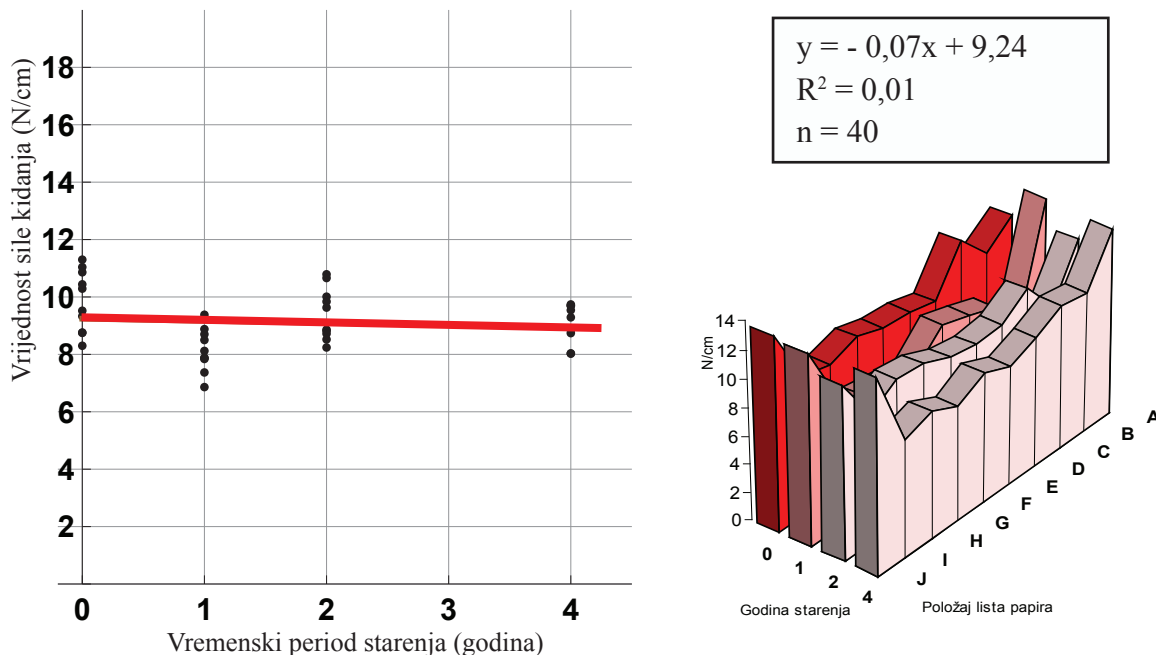 Vrijednost sile kidanja (N/cm)
18
16
14
12
10
8
6
4
2
0
1
2
3
4
Vremenski period starenja (godina)
y = - 0,07x + 9,24
R² = 0,01
n = 40
N/cm
14
12
10
8
6
4
2
0
0
1
2
4
J
I
H
G
F
E
D
C
B
A
Godina starenja
Položaj lista papira